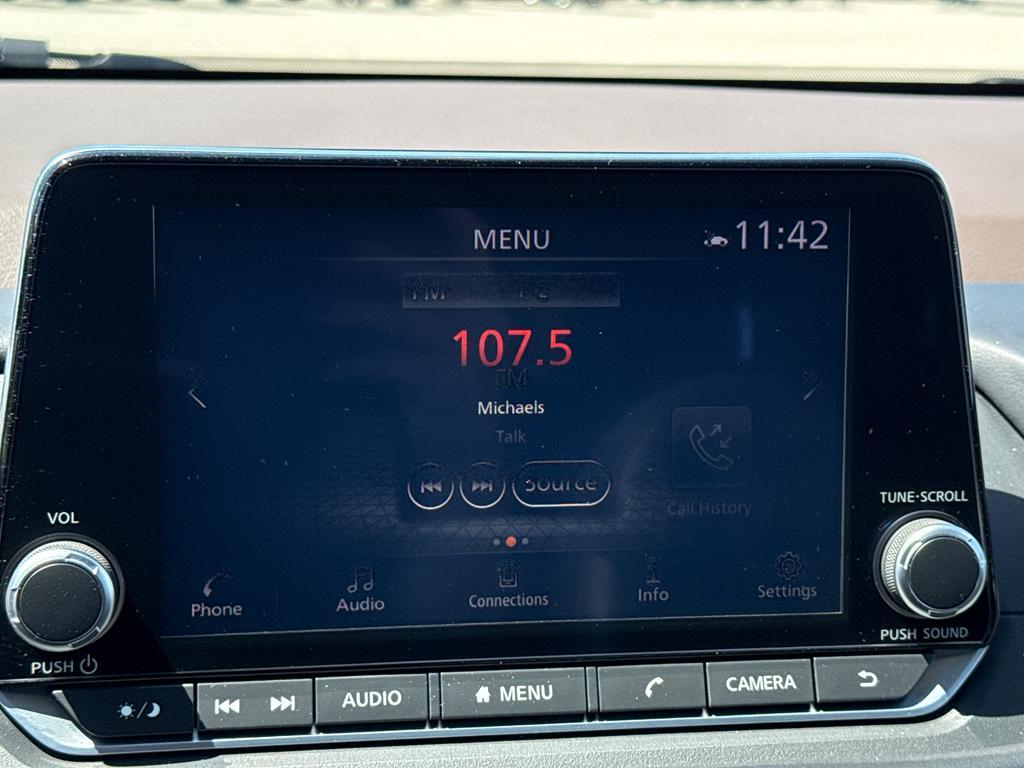 MENU
11:42
FM
107.5
FM
Michaels
Talk
Source
Call History
Phone
Audio
Connections
Info
Settings
VOL
PUSH
TUNE·SCROLL
PUSH SOUND
AUDIO
MENU
CAMERA